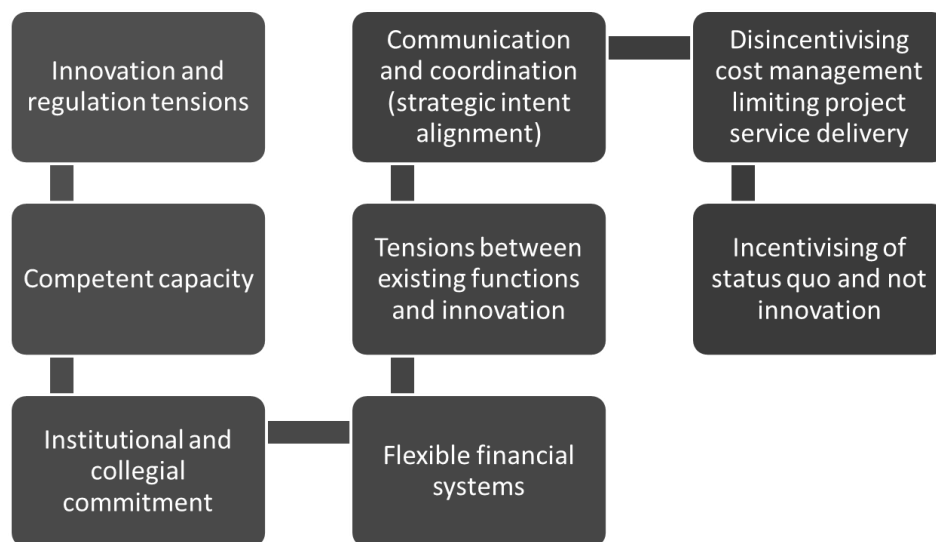 Innovation and
regulation tensions
Competent capacity
Institutional and
collegial
commitment
Flexible financial
systems
Tensions between
existing functions
and innovation
Communication
and coordination
(strategic intent
alignment)
Disincentivising
cost management
limiting project
service delivery
Incentivising of
status quo and not
innovation